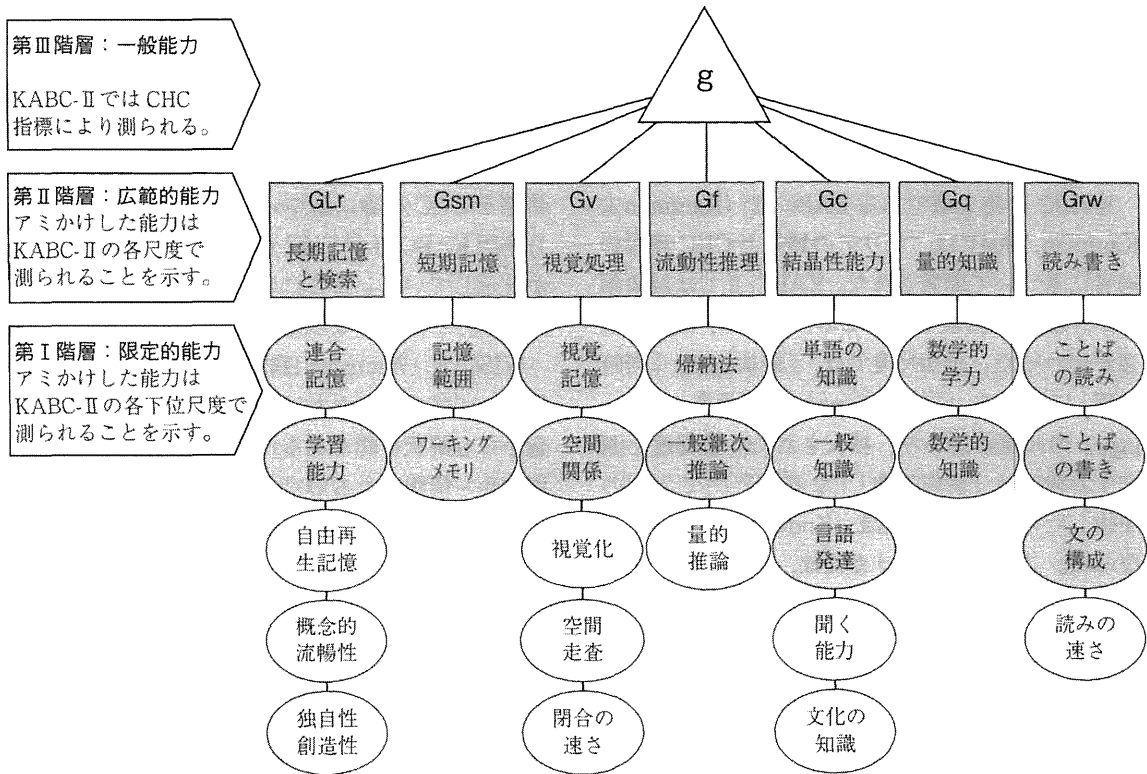 第Ⅲ階層：一般能力
KABC-ⅡではCHC
指標により測られる。
g
第Ⅱ階層：広範的能力
アミかけした能力は
KABC-Ⅱの各尺度で
測られることを示す。
GLr
長期記憶
と検索
Gsm
短期記憶
Gv
視覚処理
Gf
流動性推理
Gc
結晶性能力
Gq
量的知識
Grw
読み書き
第Ⅰ階層：限定的能力
アミかけした能力は
KABC-Ⅱの各下位尺度で
測られることを示す。
連合
記憶
記憶
範囲
視覚
記憶
帰納法
単語の
知識
数学的
学力
ことば
の読み
学習
能力
ワーキング
メモリ
空間
関係
一般継次
推論
一般
知識
数学的
知識
ことば
の書き
自由再
生記憶
視覚化
量的
推論
言語
発達
文の
構成
概念的
流暢性
空間
走査
聞く
能力
読みの
速さ
独自性
創造性
閉合の
速さ
文化の
知識